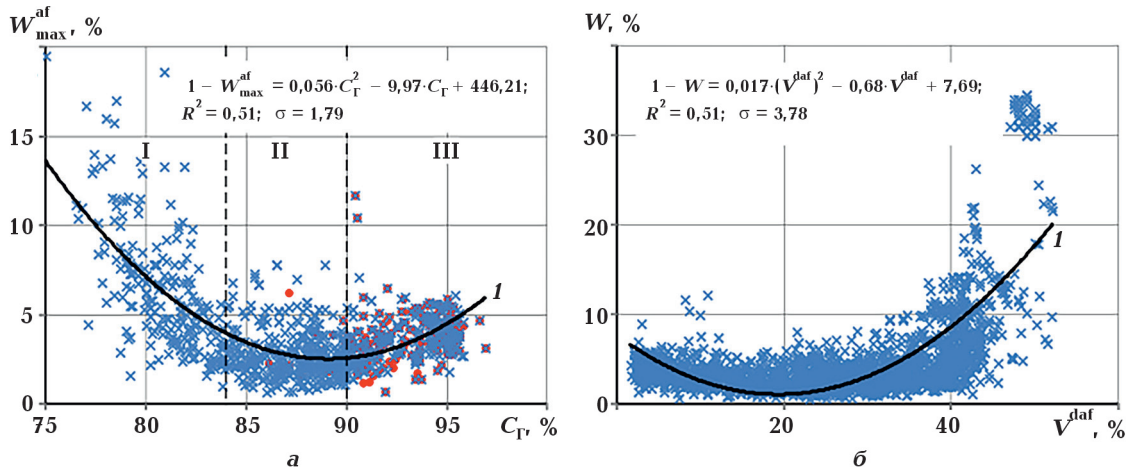 W^af_max, %
1 – W^af_max = 0,056·C_Г^2 – 9,97·C_Г + 446,21;
R^2 = 0,51; σ = 1,79
I II III
20
15
10
5
0
1
75 80 85 90 95 C_Г, %
а
W, %
1 – W = 0,017·(V^daf)^2 – 0,68·V^daf + 7,69;
R^2 = 0,51; σ = 3,78
30
20
10
0
1
20 40 V^daf, %
б